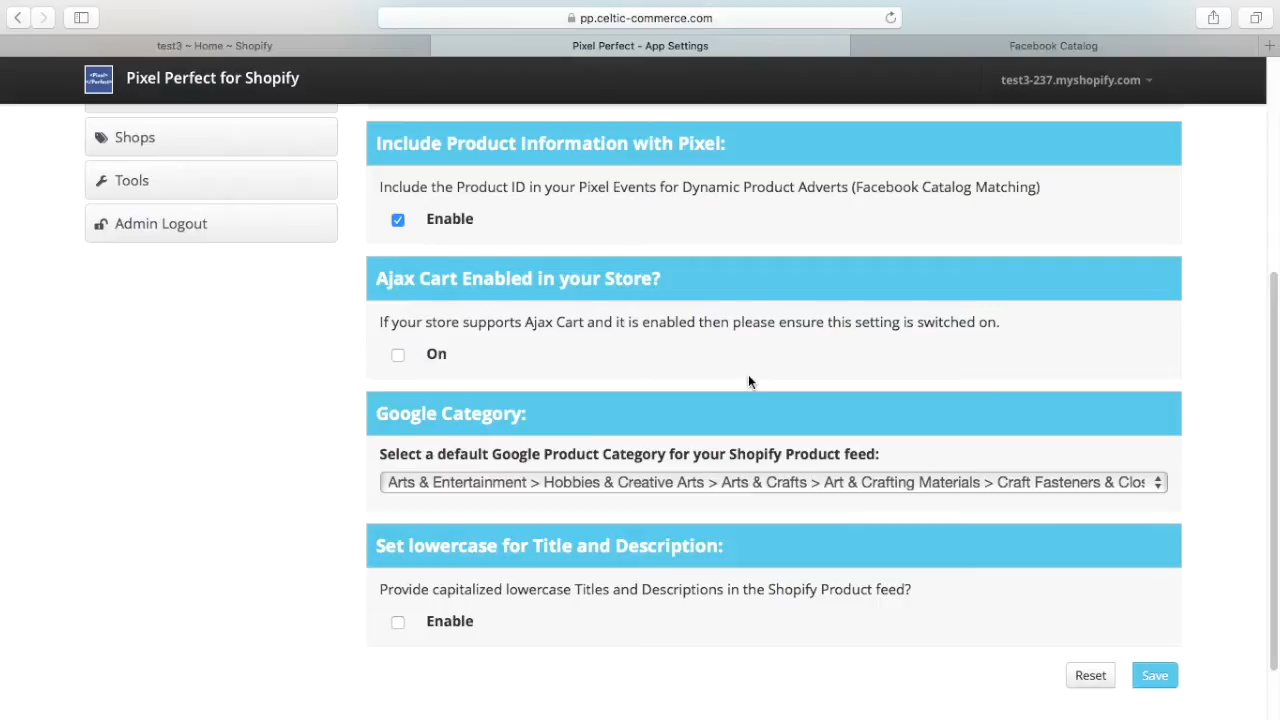 pp.celtic-commerce.com
test3 ~ Home ~ Shopify
Pixel Perfect - App Settings
Facebook Catalog
<Pixel> </Perfect>
Pixel Perfect for Shopify
test3-237.myshopify.com
Shops
Tools
Admin Logout
Include Product Information with Pixel:
Include the Product ID in your Pixel Events for Dynamic Product Adverts (Facebook Catalog Matching)
Enable
Ajax Cart Enabled in your Store?
If your store supports Ajax Cart and it is enabled then please ensure this setting is switched on.
On
Google Category:
Select a default Google Product Category for your Shopify Product feed:
Arts & Entertainment > Hobbies & Creative Arts > Arts & Crafts > Art & Crafting Materials > Craft Fasteners & Clos
Set lowercase for Title and Description:
Provide capitalized lowercase Titles and Descriptions in the Shopify Product feed?
Enable
Reset
Save